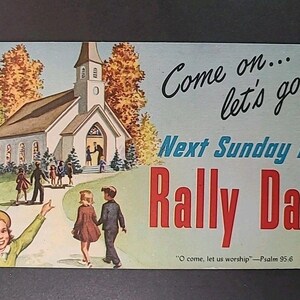 Come on...
let's go
Next Sunday
Rally Da
"O come, let us worship"—Psalm 95:6